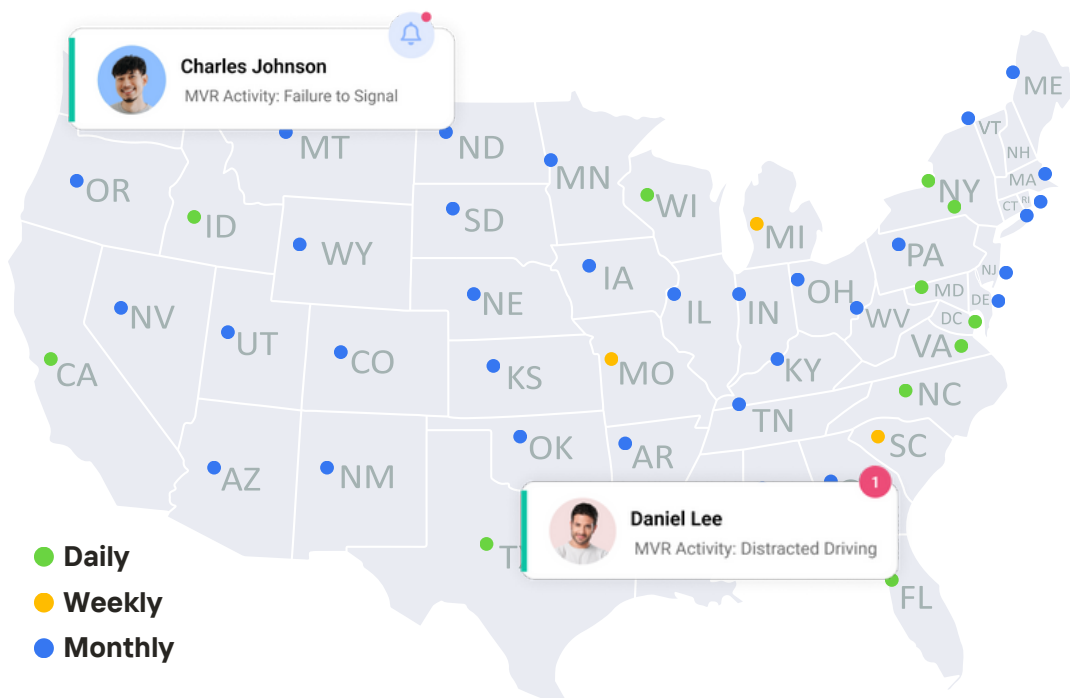 Charles Johnson
MVR Activity: Failure to Signal
ME
VT
MT
ND
NH
MN
MA
OR
NY
WI
CT
RI
SD
ID
MI
WY
PA
NJ
IA
OH
MD
DE
NE
IL
IN
NV
WV
DC
UT
VA
CO
KY
CA
KS
MO
NC
TN
OK
SC
AR
AZ
NM
1
Daniel Lee
MVR Activity: Distracted Driving
Daily
FL
Weekly
Monthly